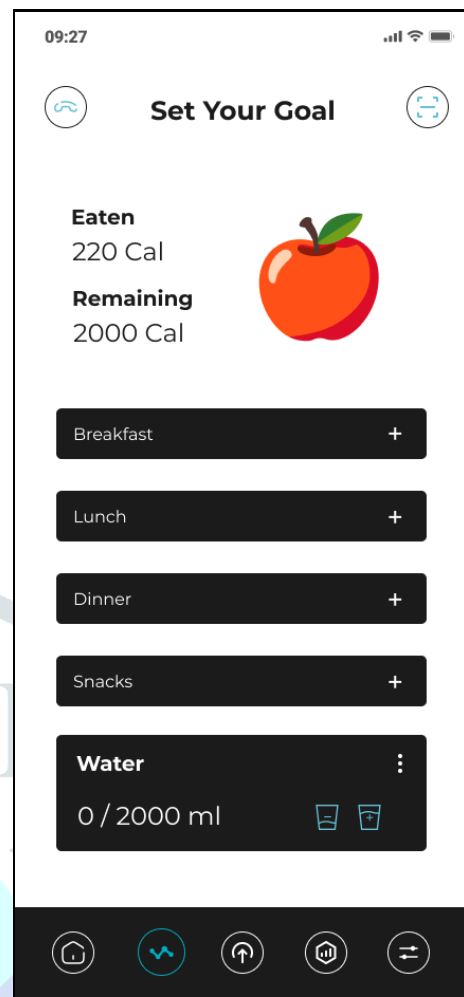 09:27
Set Your Goal
Eaten
220 Cal
Remaining
2000 Cal
Breakfast +
Lunch +
Dinner +
Snacks +
Water
0 / 2000 ml